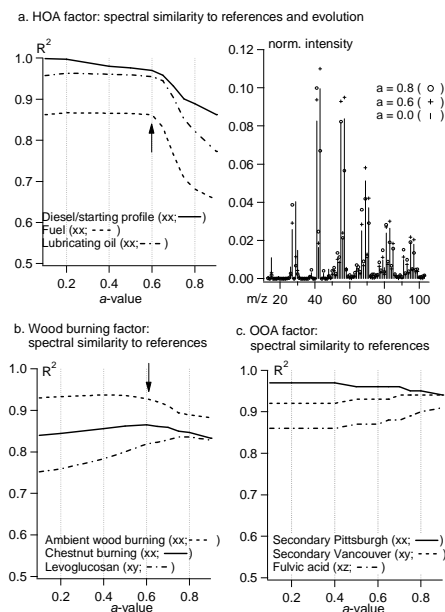 a. HOA factor: spectral similarity to references and evolution
R²
1.0
0.9
0.8
0.7
0.6
0.5
Diesel/starting profile (xx; )
Fuel (xx; )
Lubricating oil (xx; )
0.2 0.4 0.6 0.8
a-value
norm. intensity
0.12
0.10
0.08
0.06
0.04
0.02
0.00
a = 0.8 ( o )
a = 0.6 ( + )
a = 0.0 ( | )
m/z 20 40 60 80 100
b. Wood burning factor:
spectral similarity to references
R²
1.0
0.9
0.8
0.7
0.6
0.5
Ambient wood burning (xx; )
Chestnut burning (xx; )
Levoglucosan (xy; )
0.2 0.4 0.6 0.8
a-value
c. OOA factor:
spectral similarity to references
R²
1.0
0.9
0.8
0.7
0.6
0.5
Secondary Pittsburgh (xx; )
Secondary Vancouver (xy; )
Fulvic acid (xz; )
0.2 0.4 0.6 0.8
a-value